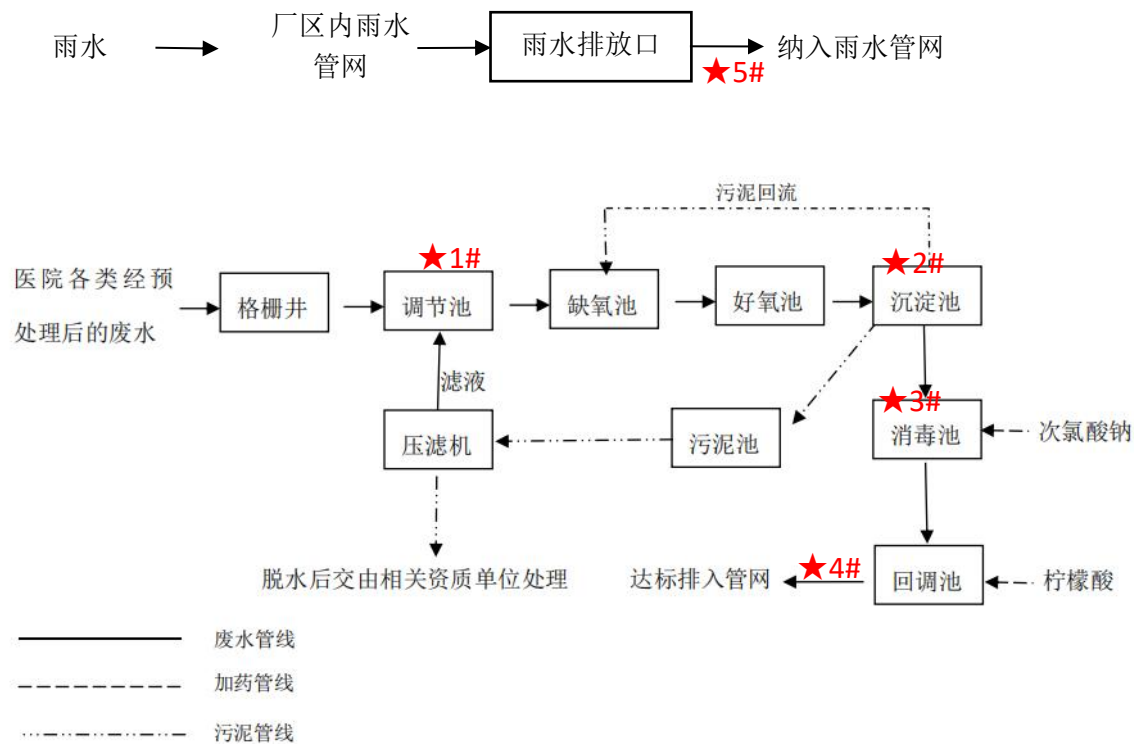 雨水
厂区内雨水
管网
雨水排放口
★5#
纳入雨水管网
污泥回流
医院各类经预
处理后的废水
格栅井
★1#
调节池
缺氧池
好氧池
★2#
沉淀池
滤液
压滤机
污泥池
★3#
消毒池
次氯酸钠
脱水后交由相关资质单位处理
达标排入管网
★4#
回调池
柠檬酸
废水管线
加药管线
污泥管线